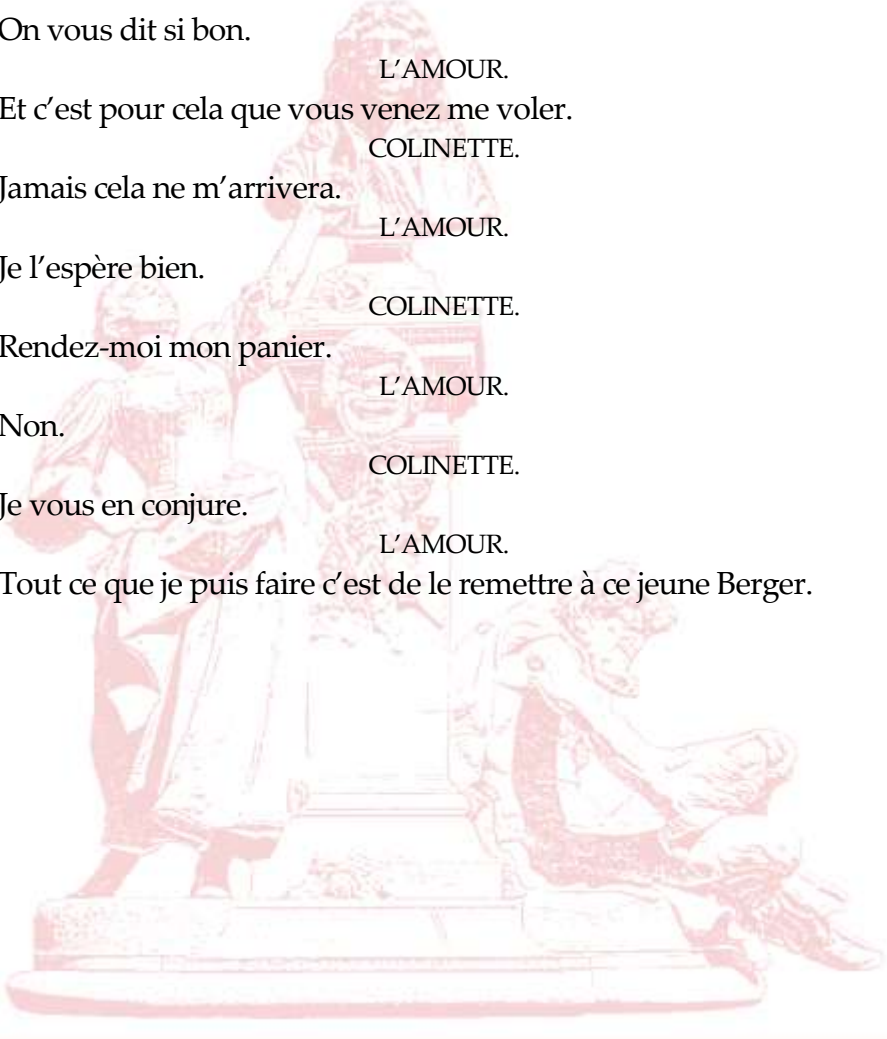 On vous dit si bon.
L’AMOUR.
Et c’est pour cela que vous venez me voler.
COLINETTE.
Jamais cela ne m’arrivera.
L’AMOUR.
Je l’espère bien.
COLINETTE.
Rendez-moi mon panier.
L’AMOUR.
Non.
COLINETTE.
Je vous en conjure.
L’AMOUR.
Tout ce que je puis faire c’est de le remettre à ce jeune Berger.